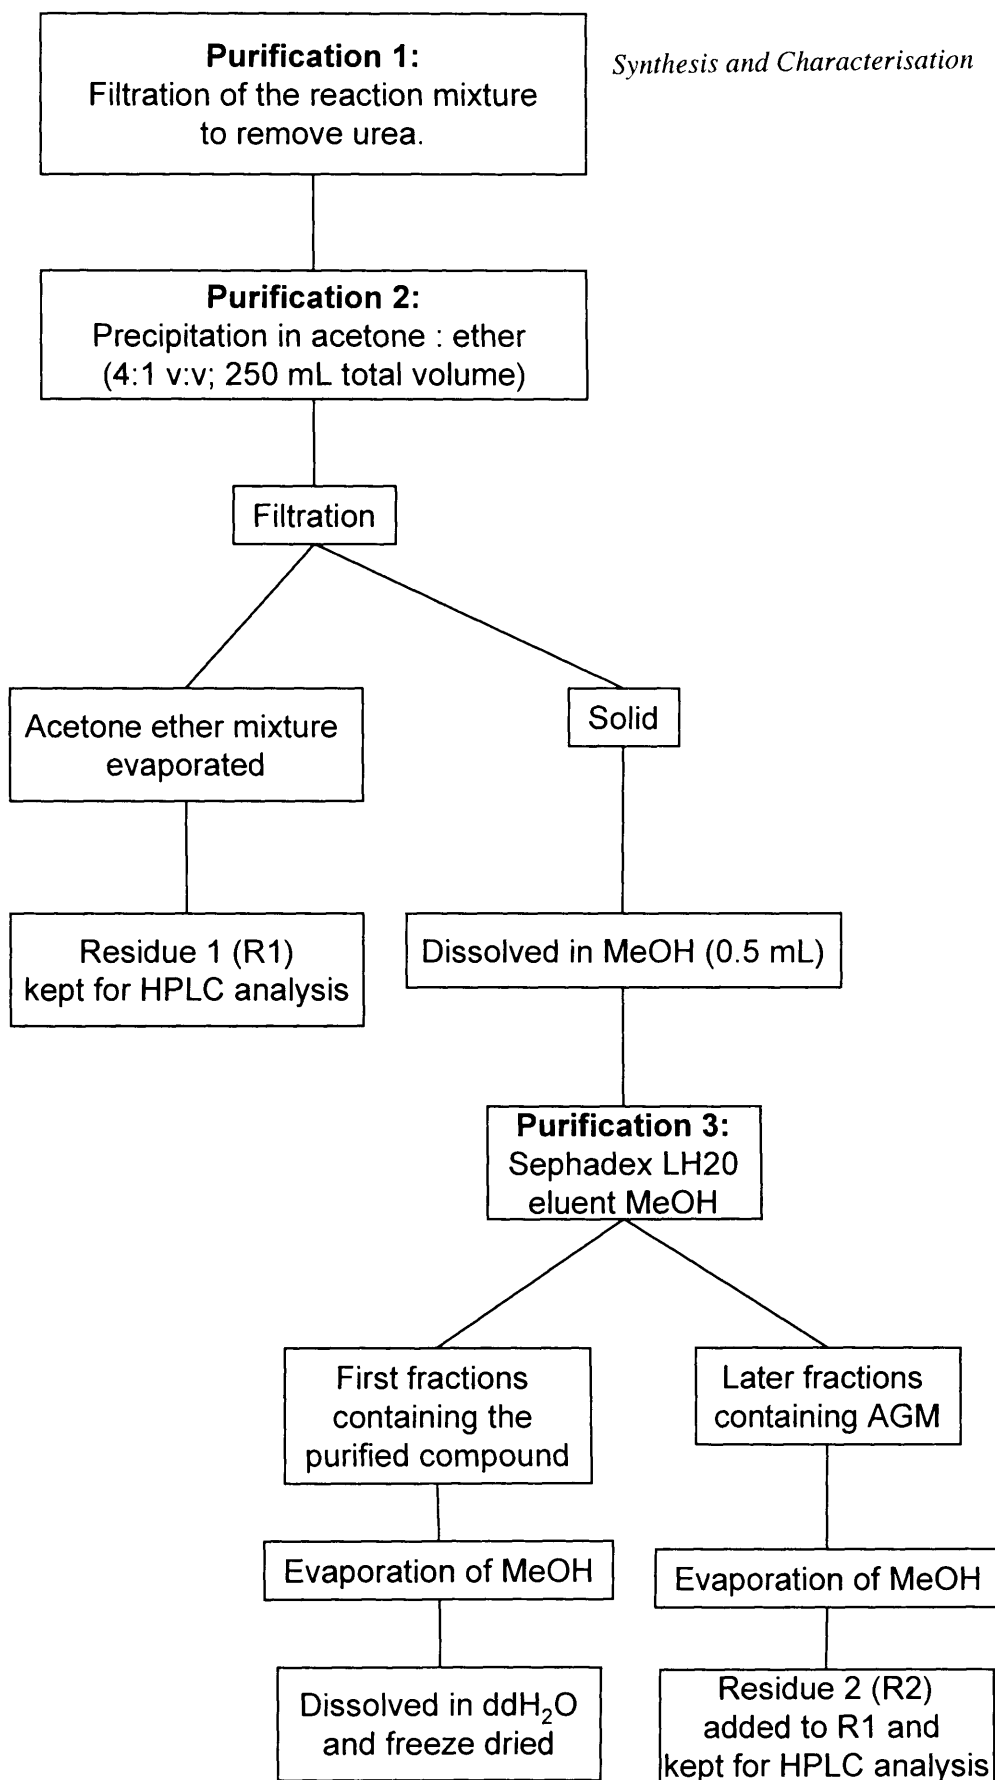 Synthesis and Characterisation
Purification 1:
Filtration of the reaction mixture
to remove urea.
Purification 2:
Precipitation in acetone : ether
(4:1 v:v; 250 mL total volume)
Filtration
Acetone ether mixture
evaporated
Solid
Residue 1 (R1)
kept for HPLC analysis
Dissolved in MeOH (0.5 mL)
Purification 3:
Sephadex LH20
eluent MeOH
First fractions
containing the
purified compound
Later fractions
containing AGM
Evaporation of MeOH
Evaporation of MeOH
Dissolved in ddH₂O
and freeze dried
Residue 2 (R2)
added to R1 and
kept for HPLC analysis